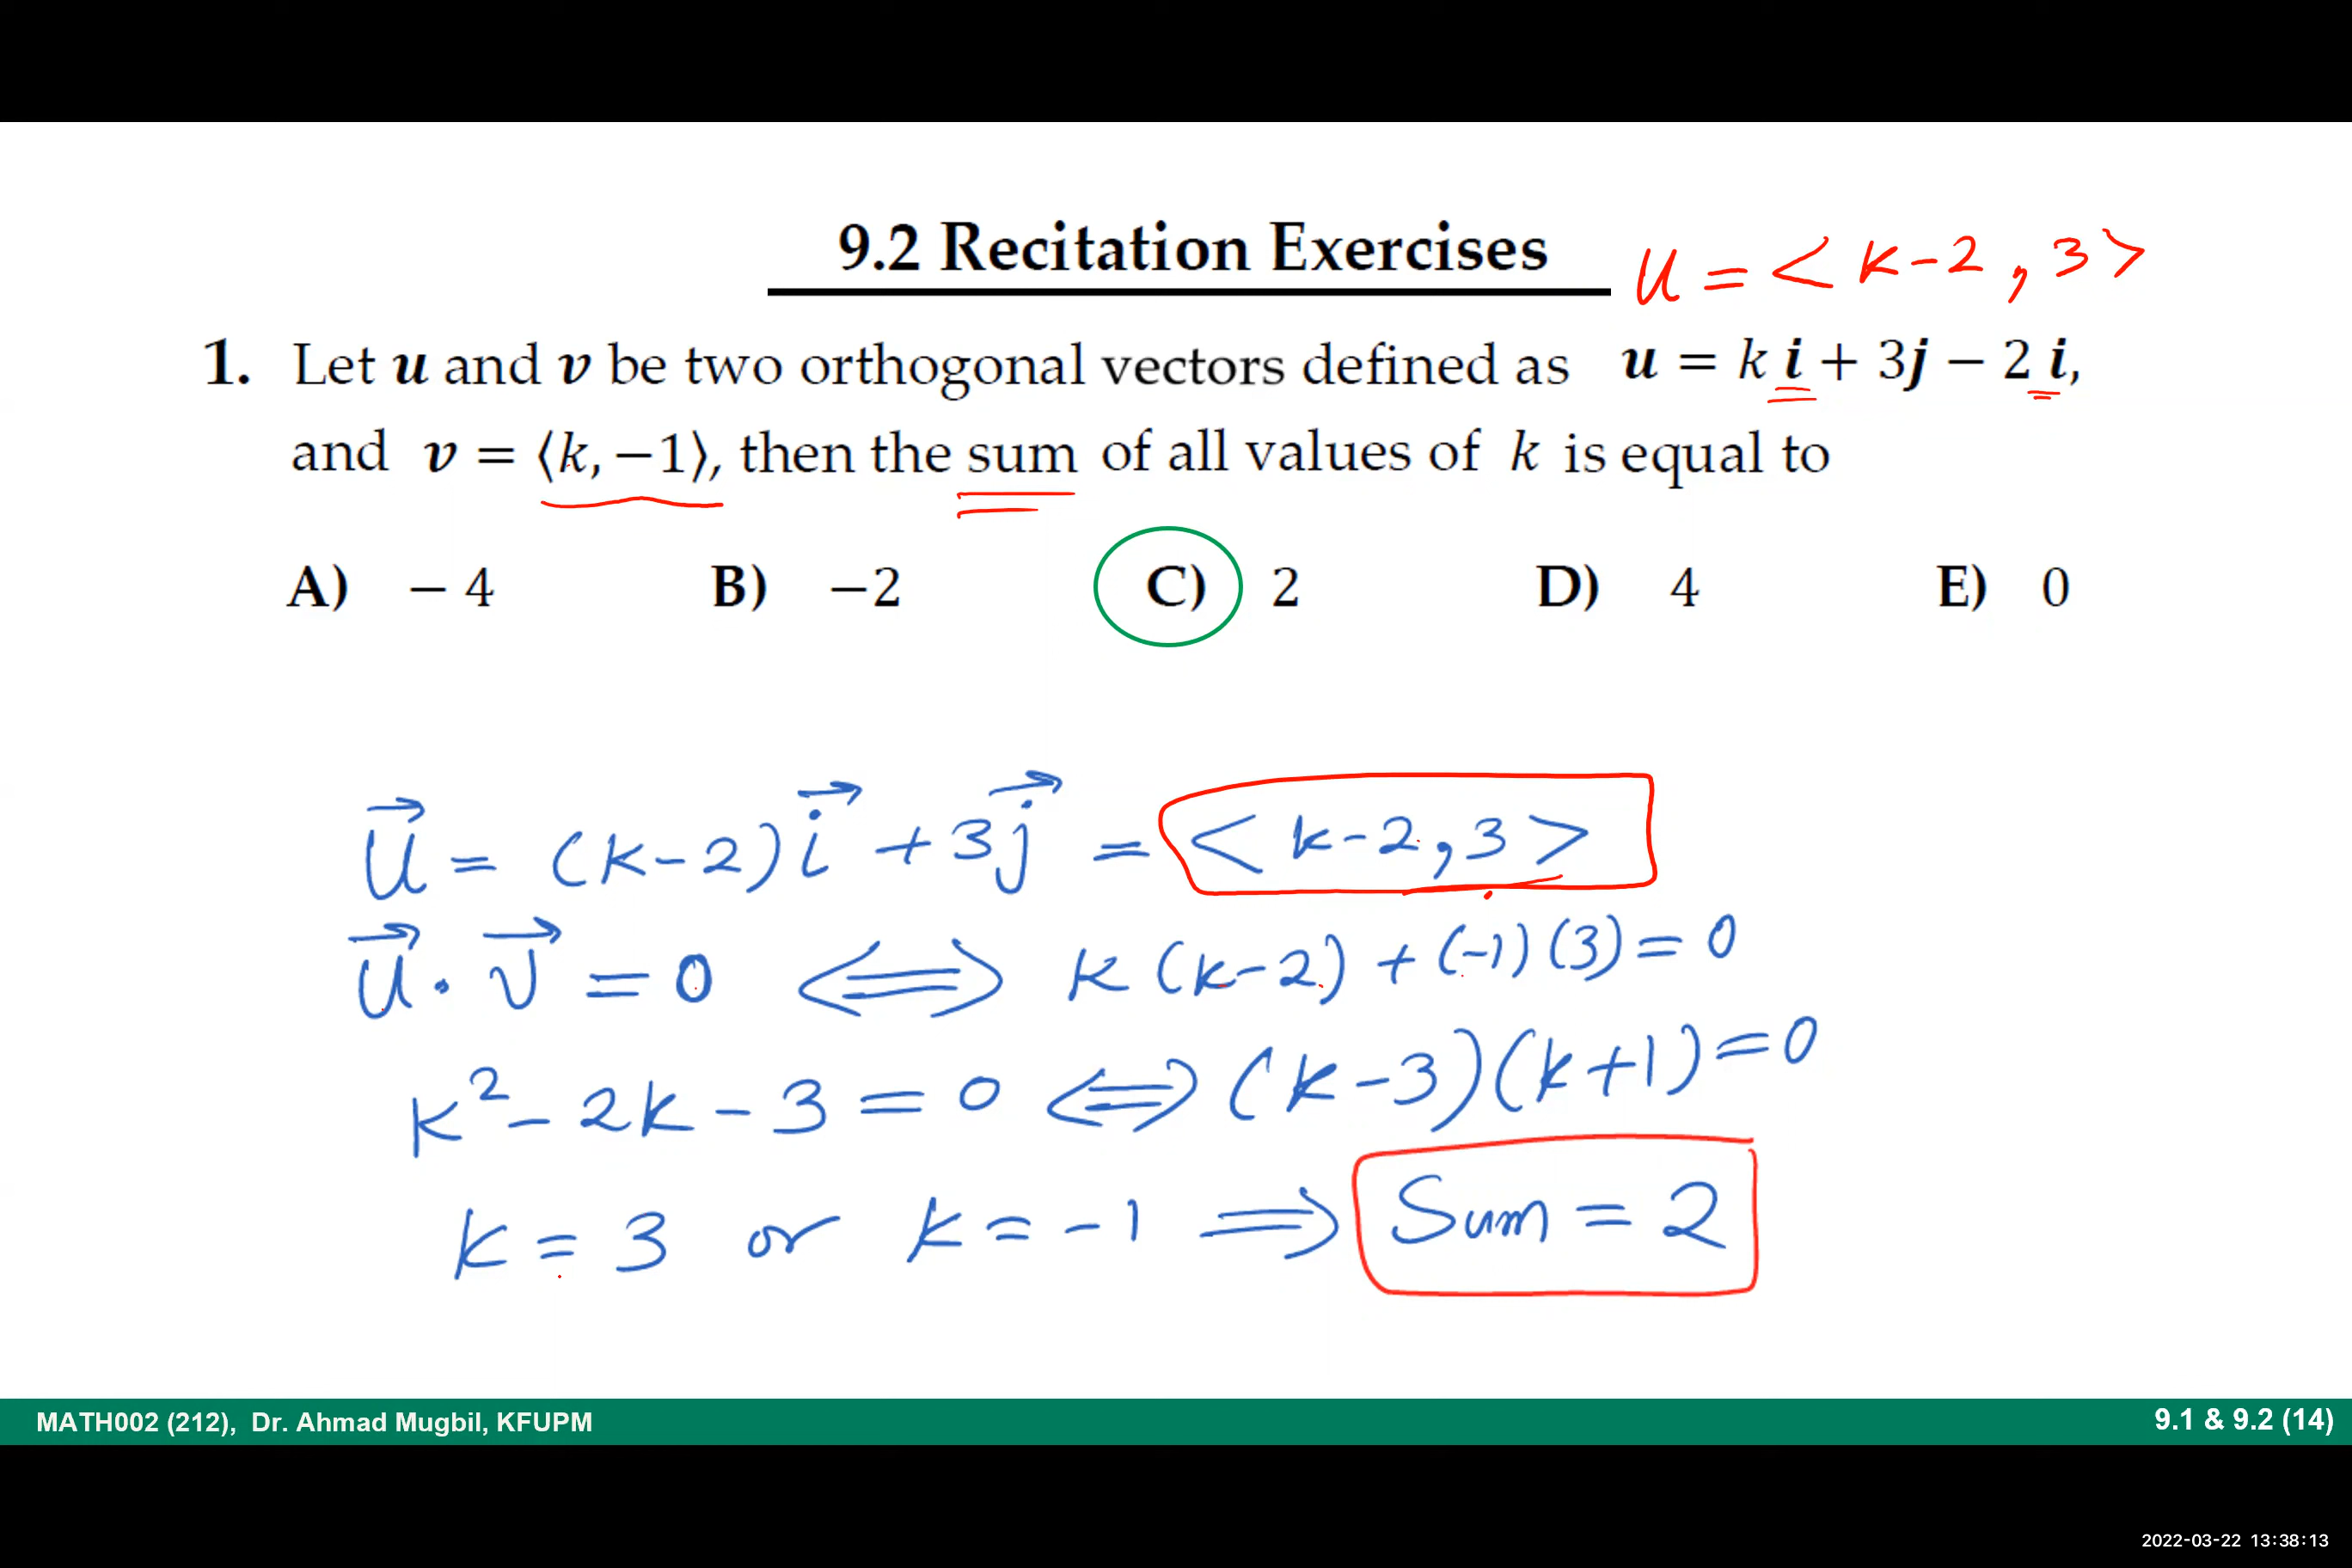 9.2 Recitation Exercises
u = <k-2, 3>
1. Let u and v be two orthogonal vectors defined as u = k i + 3j − 2 i,
and v = ⟨k, −1⟩, then the sum of all values of k is equal to
A) − 4 B) −2 C) 2 D) 4 E) 0
u⃗ = (k-2) i⃗ + 3 j⃗ = <k-2, 3>
u⃗ · v⃗ = 0 ⟺ k (k-2) + (-1)(3) = 0
k² - 2k - 3 = 0 ⟺ (k-3)(k+1) = 0
k = 3 or k = -1 ⟹ Sum = 2
MATH002 (212), Dr. Ahmad Mugbil, KFUPM 9.1 & 9.2 (14)
2022-03-22 13:38:13